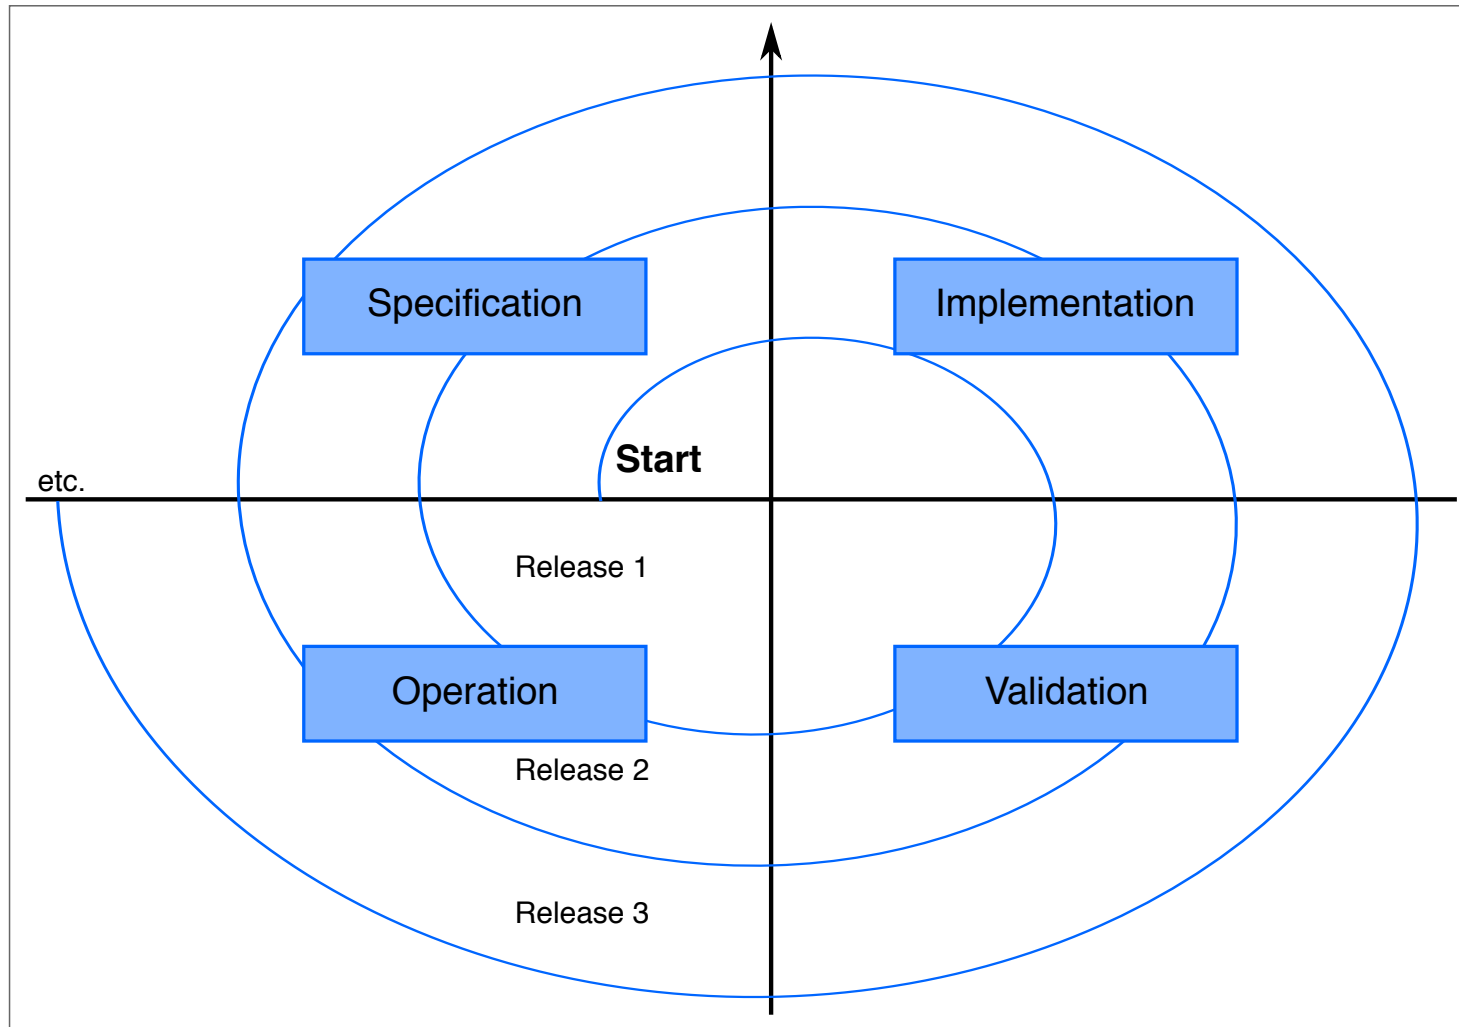 Specification
Implementation
Start
etc.
Release 1
Operation
Validation
Release 2
Release 3